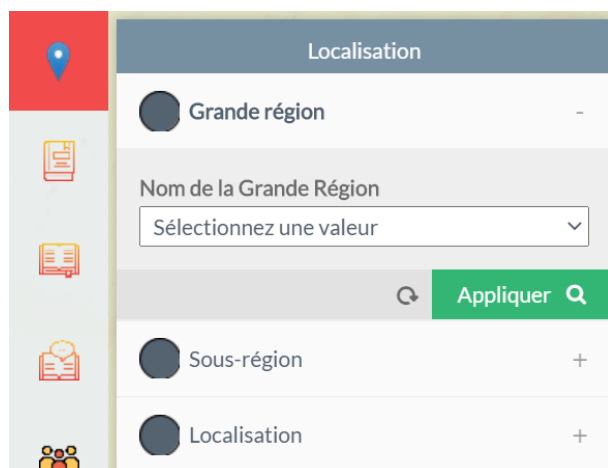 Localisation
Grande région -
Nom de la Grande Région
Sélectionnez une valeur
Appliquer
Sous-région +
Localisation +